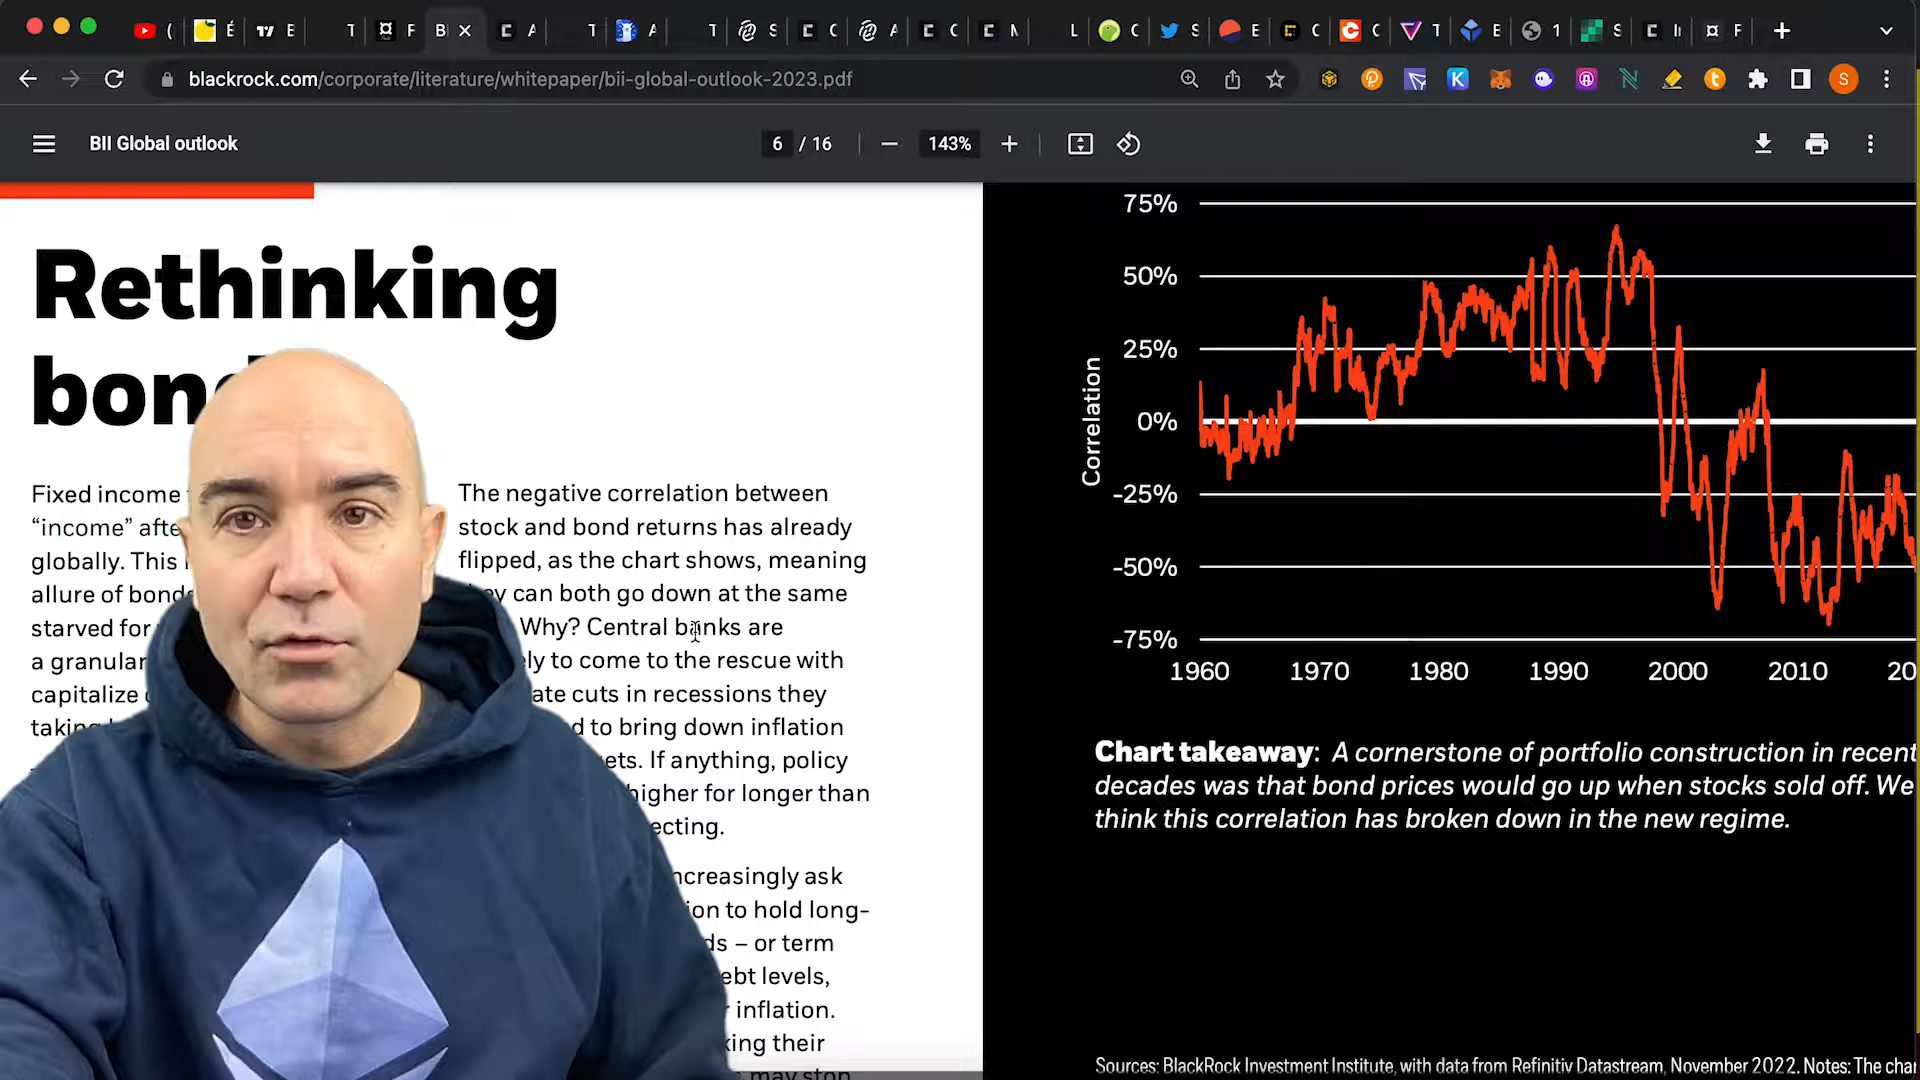 ( É
B T F B A T A T S C A C M L C S E C C T E 1 S I F
blackrock.com/corporate/literature/whitepaper/bii-global-outlook-2023.pdf
S
BII Global outlook
6 / 16
143%
Rethinking
bon
Fixed income
“income” afte
globally. This
allure of bond
starved for
a granular
capitalize
taking
The negative correlation between
stock and bond returns has already
flipped, as the chart shows, meaning
can both go down at the same
Why? Central banks are
ly to come to the rescue with
ate cuts in recessions they
d to bring down inflation
ets. If anything, policy
higher for longer than
ecting.
ncreasingly ask
ion to hold long-
ds – or term
ebt levels,
inflation.
king their
may stop
Correlation
75%
50%
25%
0%
-25%
-50%
-75%
1960 1970 1980 1990 2000 2010 20
Chart takeaway: A cornerstone of portfolio construction in recent
decades was that bond prices would go up when stocks sold off. We
think this correlation has broken down in the new regime.
Sources: BlackRock Investment Institute, with data from Refinitiv Datastream, November 2022. Notes: The char